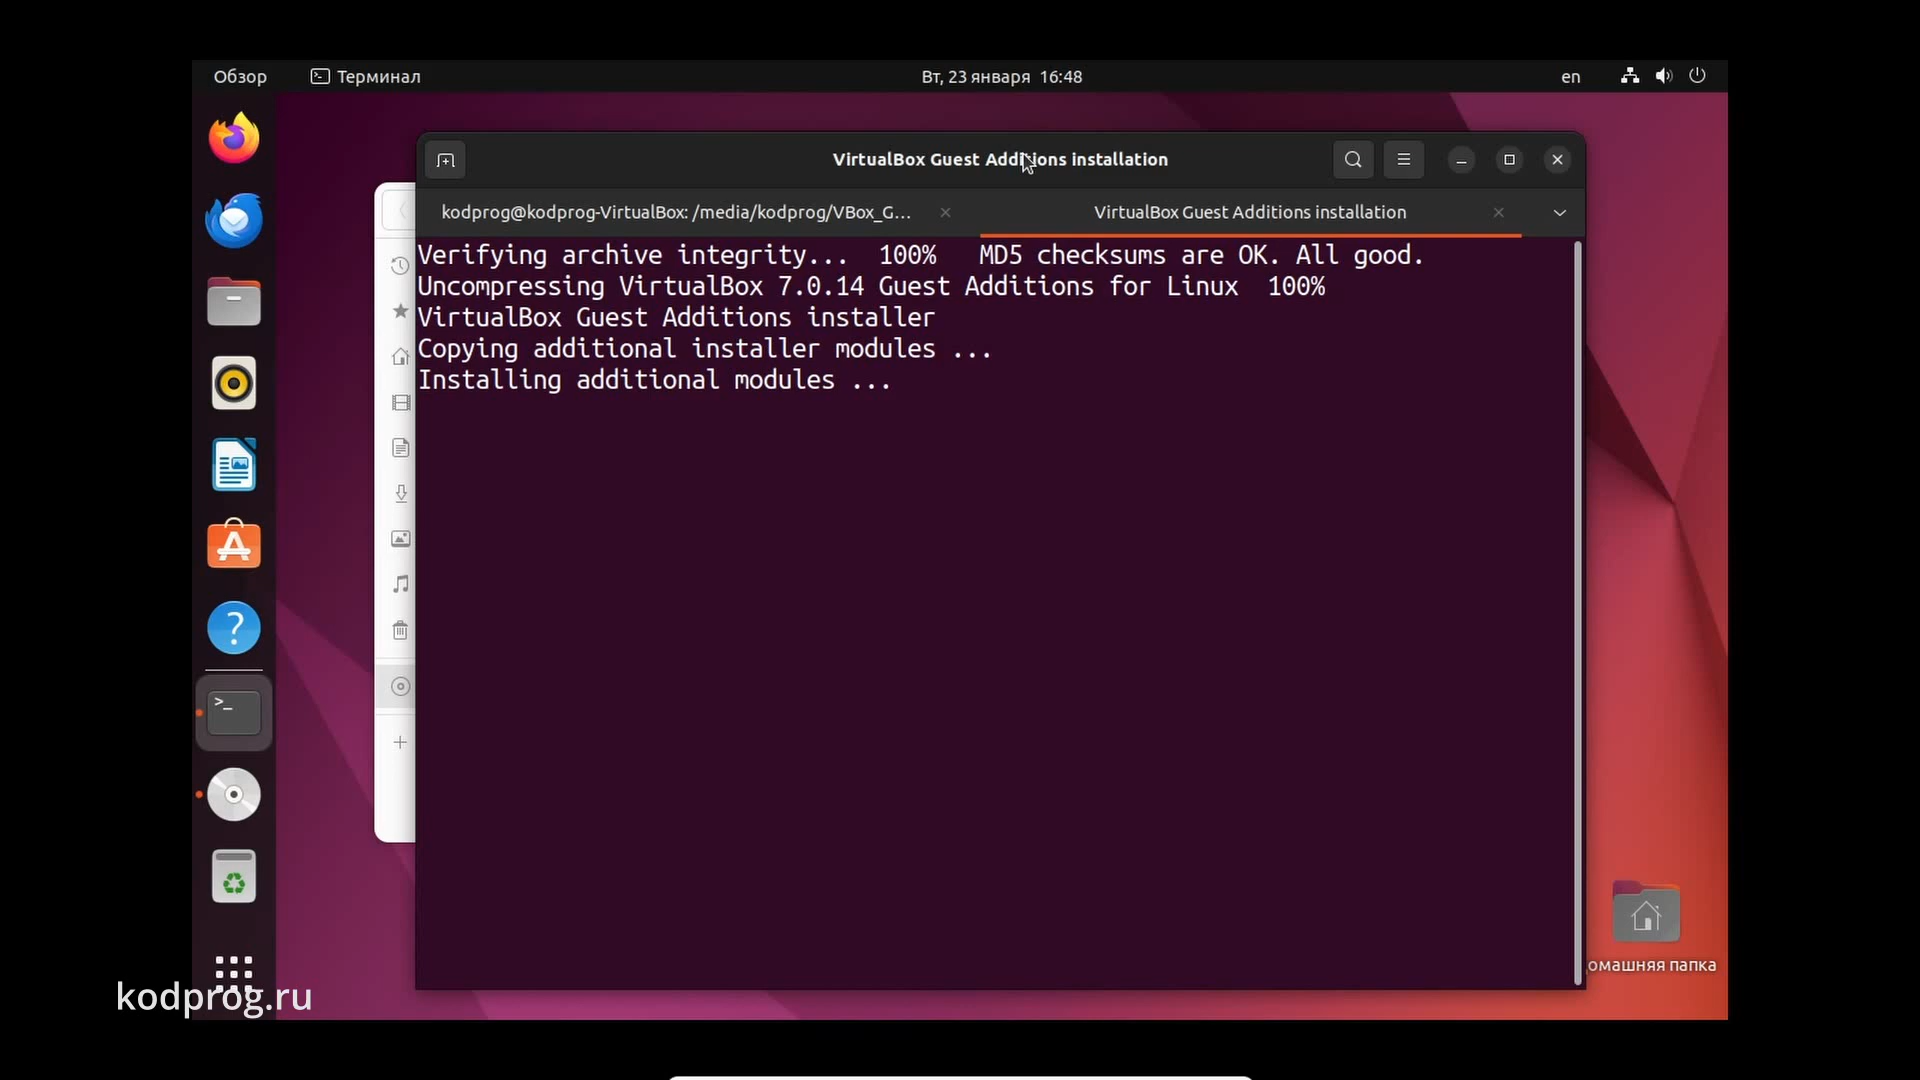 Обзор
Терминал
Вт, 23 января 16:48
en
VirtualBox Guest Additions installation
kodprog@kodprog-VirtualBox: /media/kodprog/VBox_G...
VirtualBox Guest Additions installation
Verifying archive integrity... 100% MD5 checksums are OK. All good.
Uncompressing VirtualBox 7.0.14 Guest Additions for Linux 100%
VirtualBox Guest Additions installer
Copying additional installer modules ...
Installing additional modules ...
омашняя папка
kodprog.ru